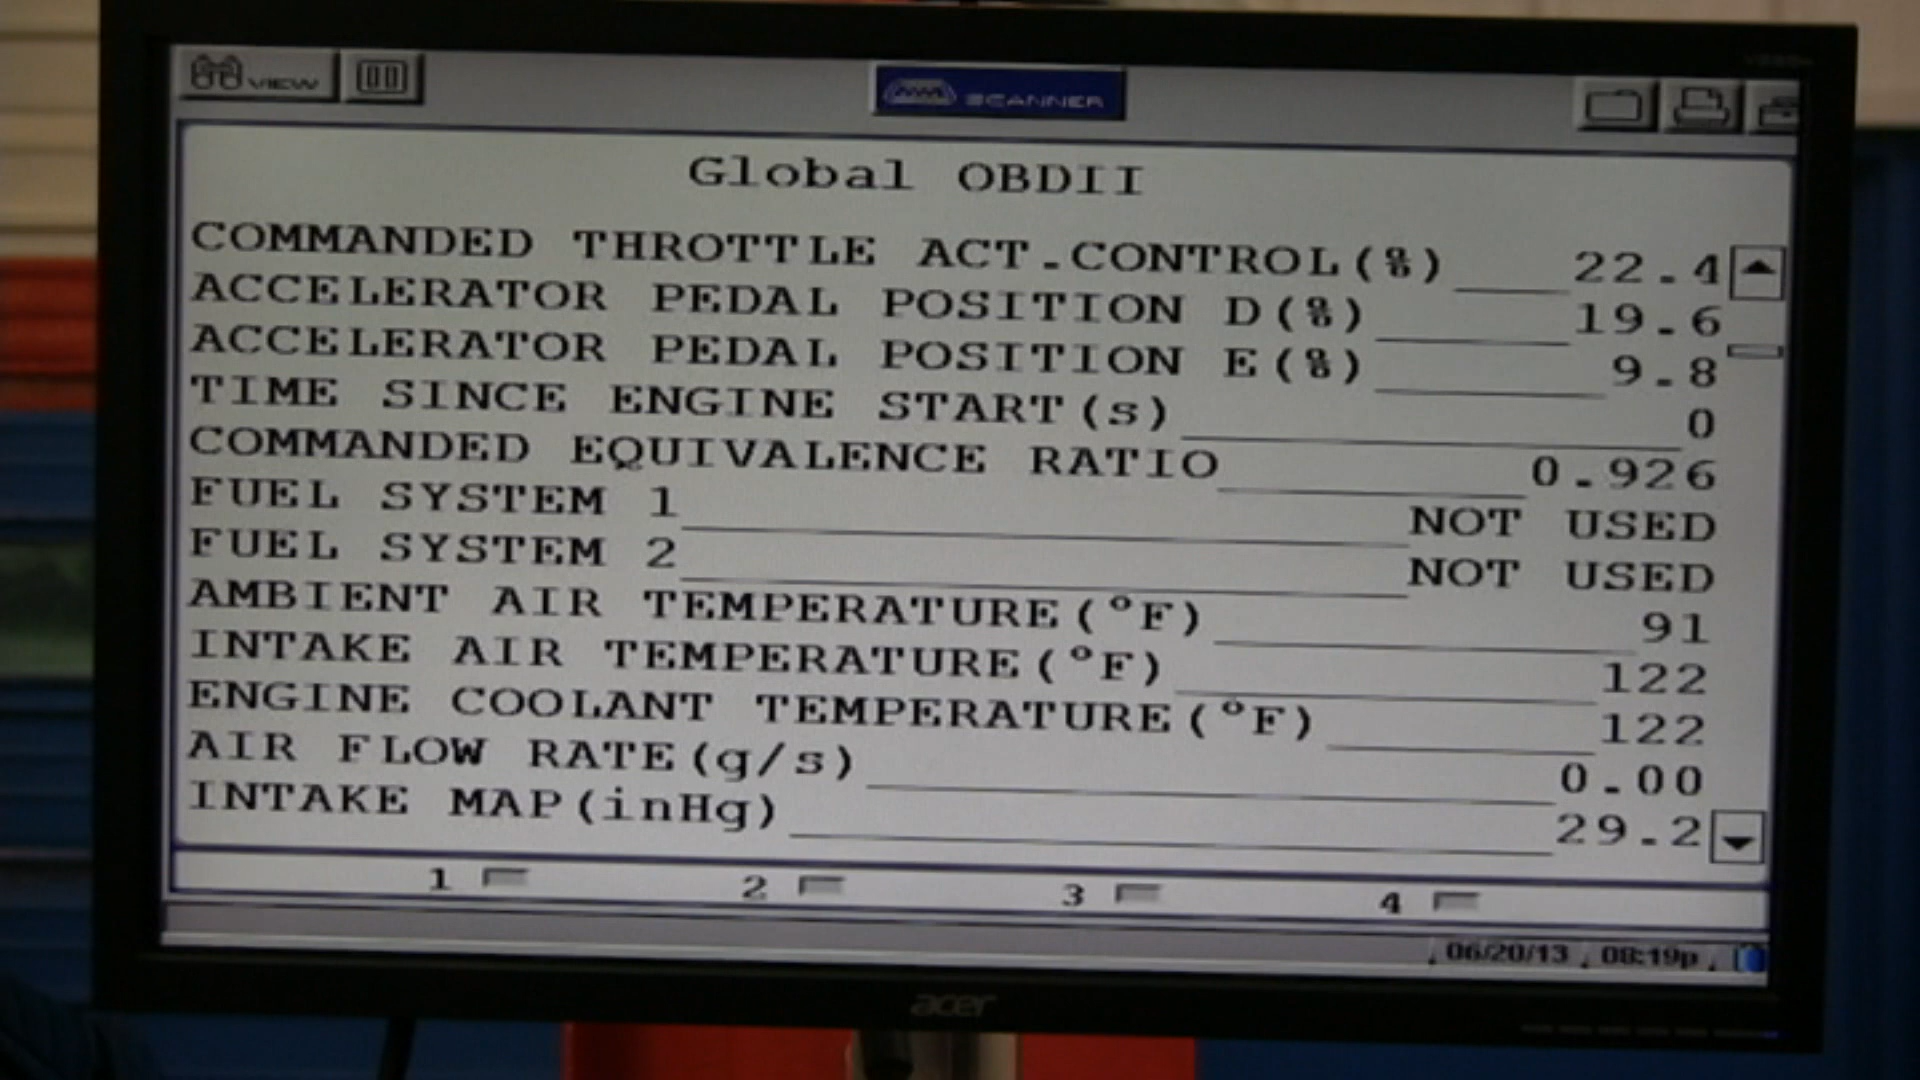 VIEW
SCANNER
Global OBDII
COMMANDED THROTTLE ACT.CONTROL(%) 22.4
ACCELERATOR PEDAL POSITION D(%) 19.6
ACCELERATOR PEDAL POSITION E(%) 9.8
TIME SINCE ENGINE START(s) 0
COMMANDED EQUIVALENCE RATIO 0.926
FUEL SYSTEM 1 NOT USED
FUEL SYSTEM 2 NOT USED
AMBIENT AIR TEMPERATURE(°F) 91
INTAKE AIR TEMPERATURE(°F) 122
ENGINE COOLANT TEMPERATURE(°F) 122
AIR FLOW RATE(g/s) 0.00
INTAKE MAP(inHg) 29.2
1 2 3 4
06/20/13 08:19p
acer